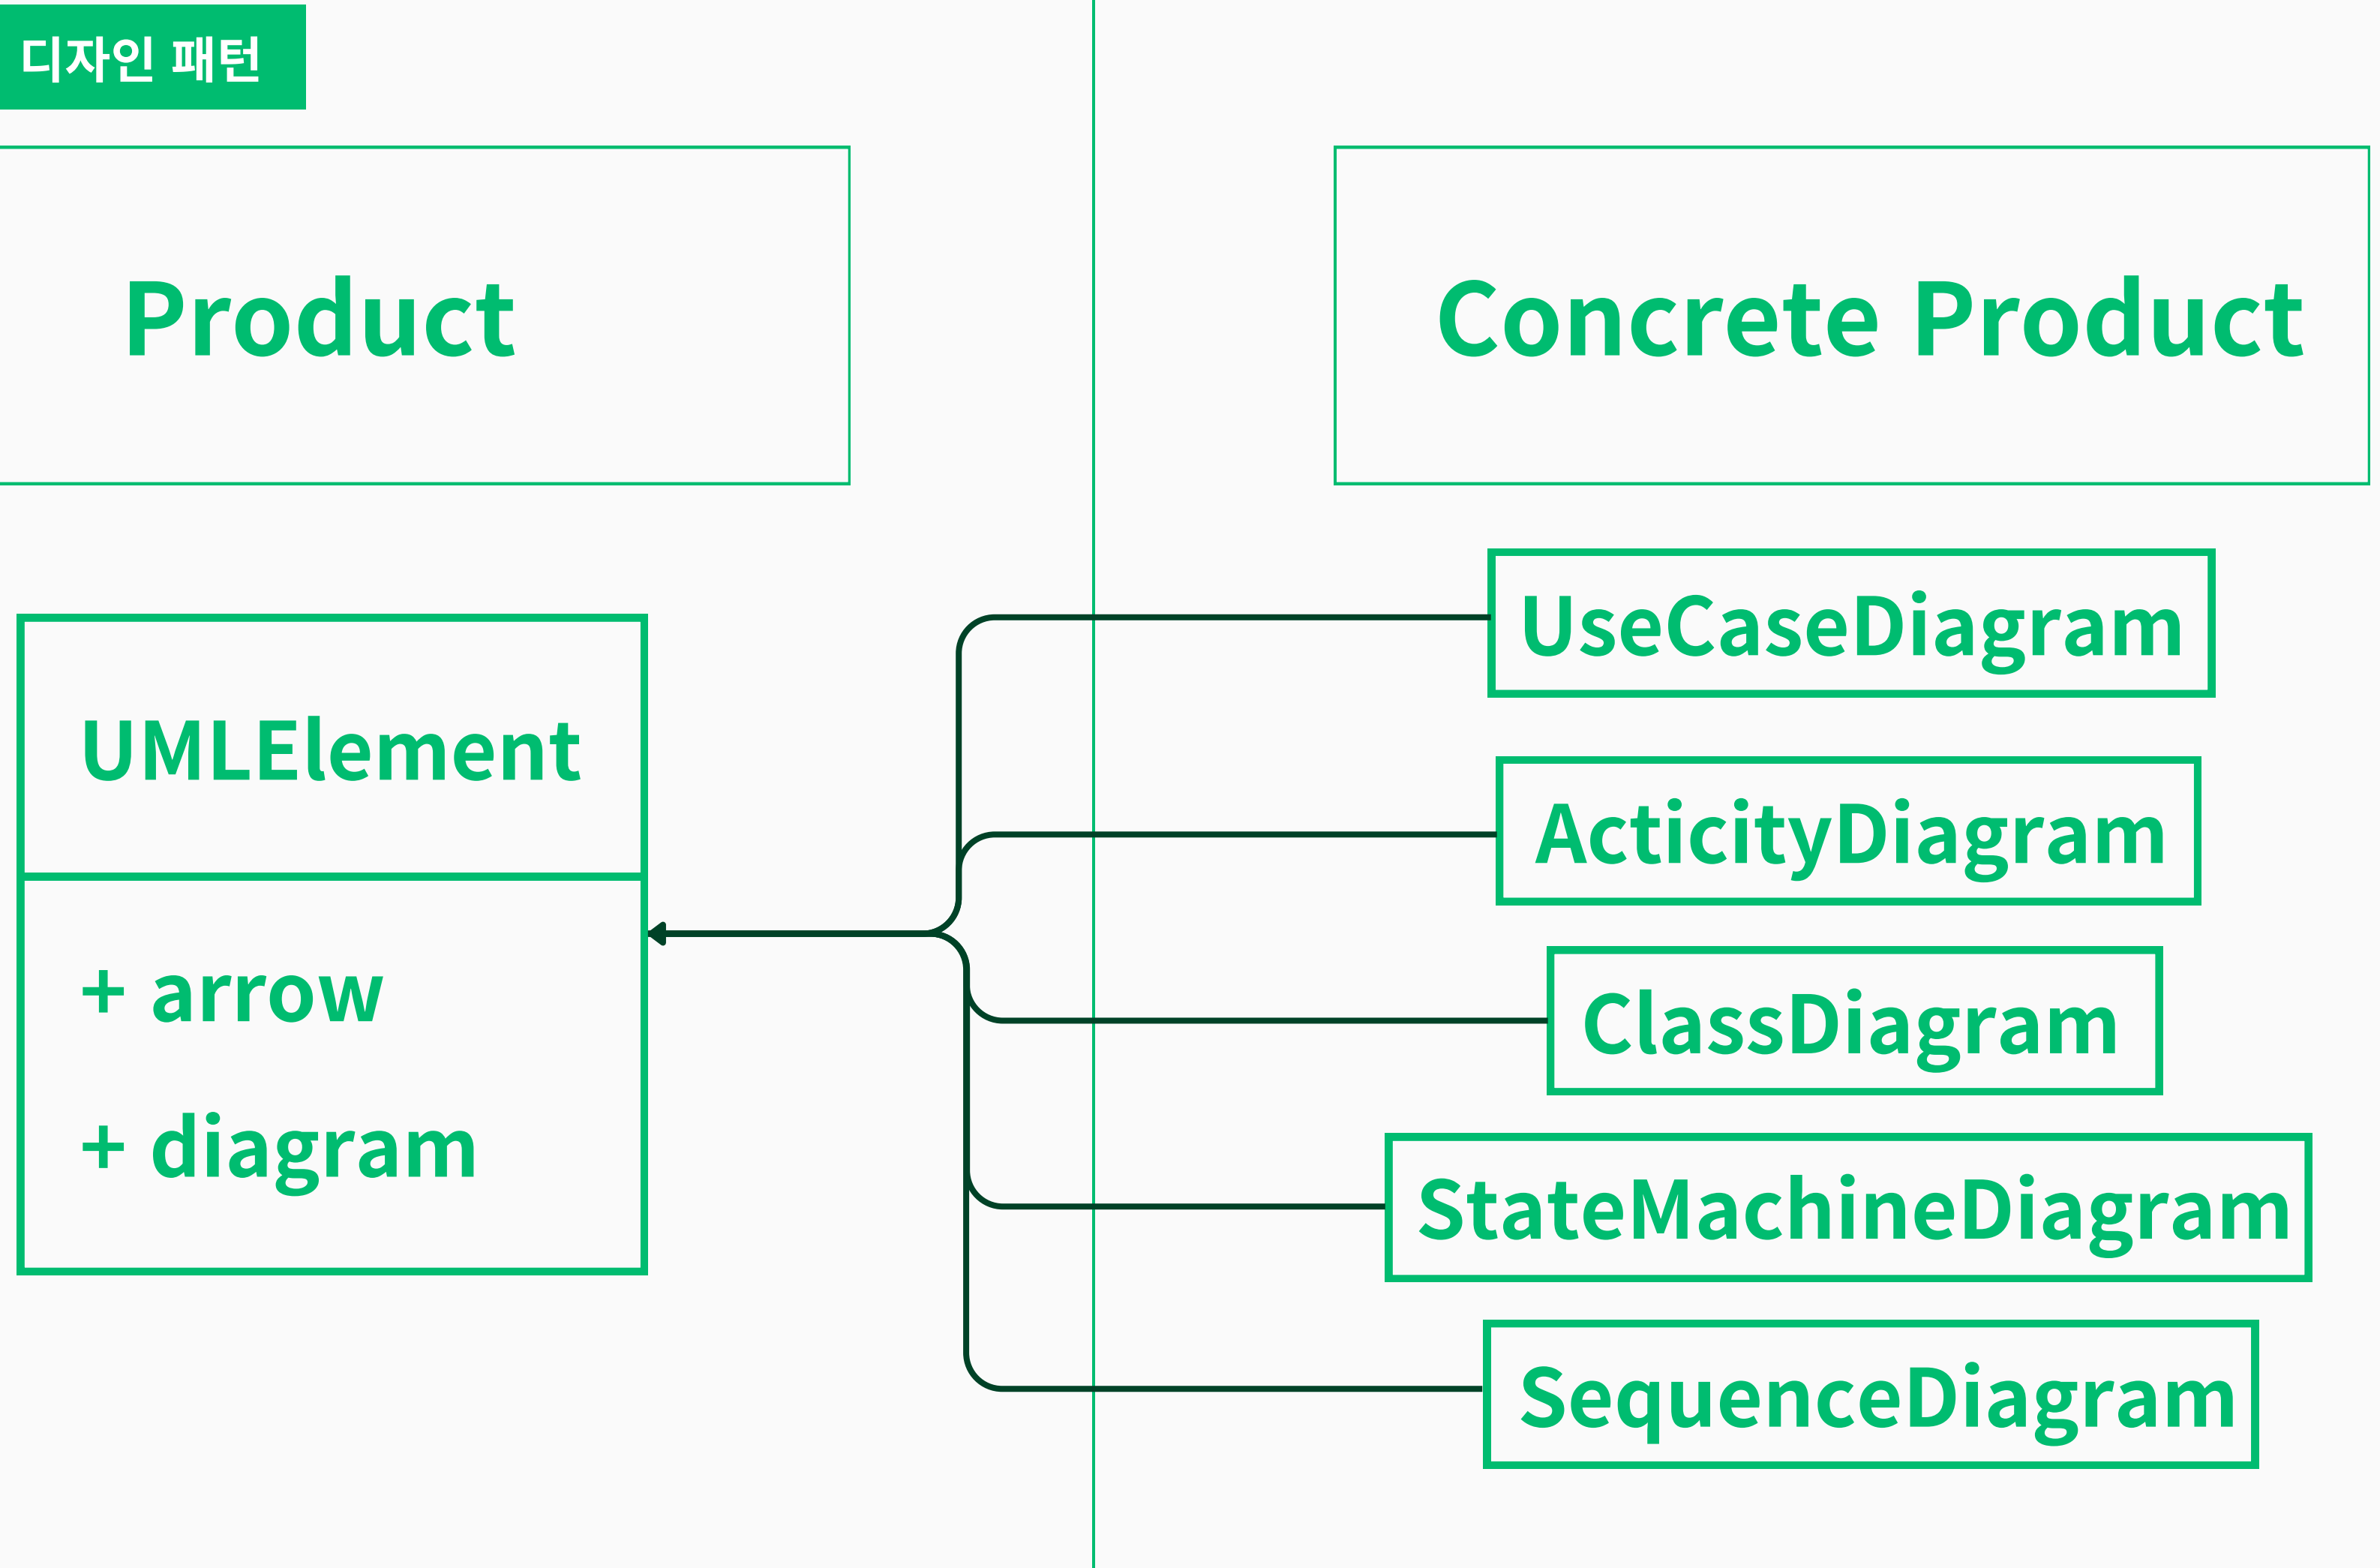 디자인 패턴
Product
Concrete Product
UMLElement
+ arrow
+ diagram
UseCaseDiagram
ActicityDiagram
ClassDiagram
StateMachineDiagram
SequenceDiagram